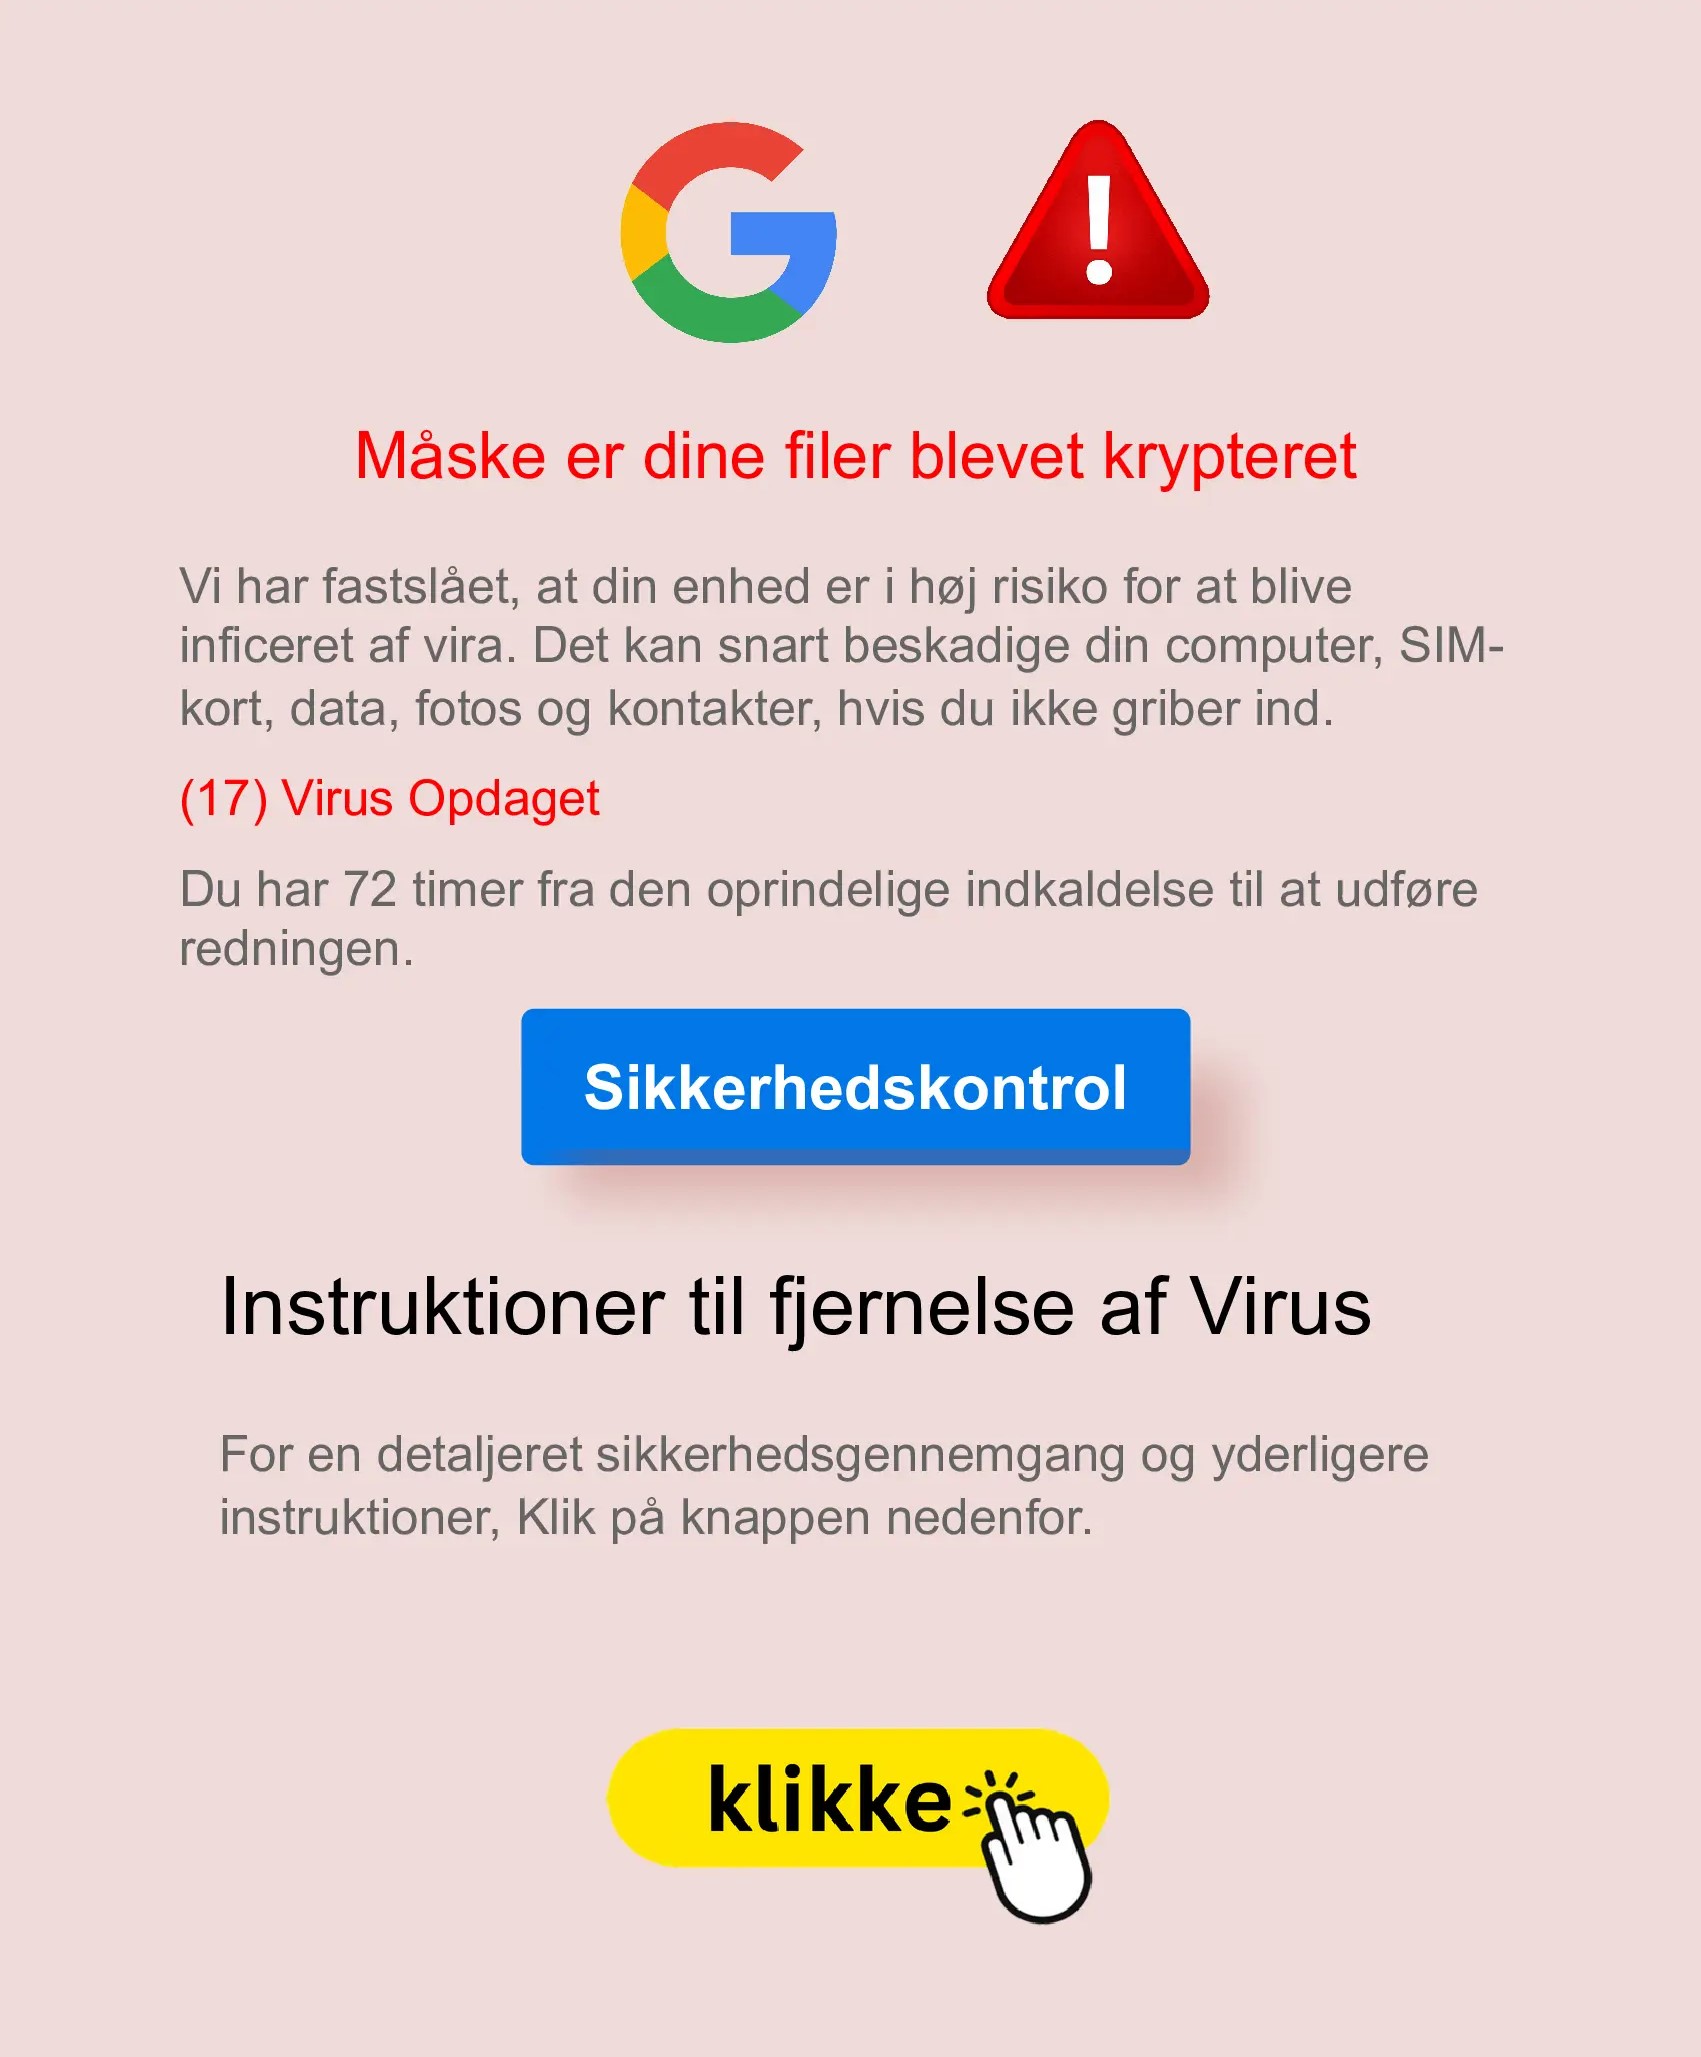 Måske er dine filer blevet krypteret
Vi har fastslået, at din enhed er i høj risiko for at blive
inficeret af vira. Det kan snart beskadige din computer, SIM-
kort, data, fotos og kontakter, hvis du ikke griber ind.
(17) Virus Opdaget
Du har 72 timer fra den oprindelige indkaldelse til at udføre
redningen.
Sikkerhedskontrol
Instruktioner til fjernelse af Virus
For en detaljeret sikkerhedsgennemgang og yderligere
instruktioner, Klik på knappen nedenfor.
klikke